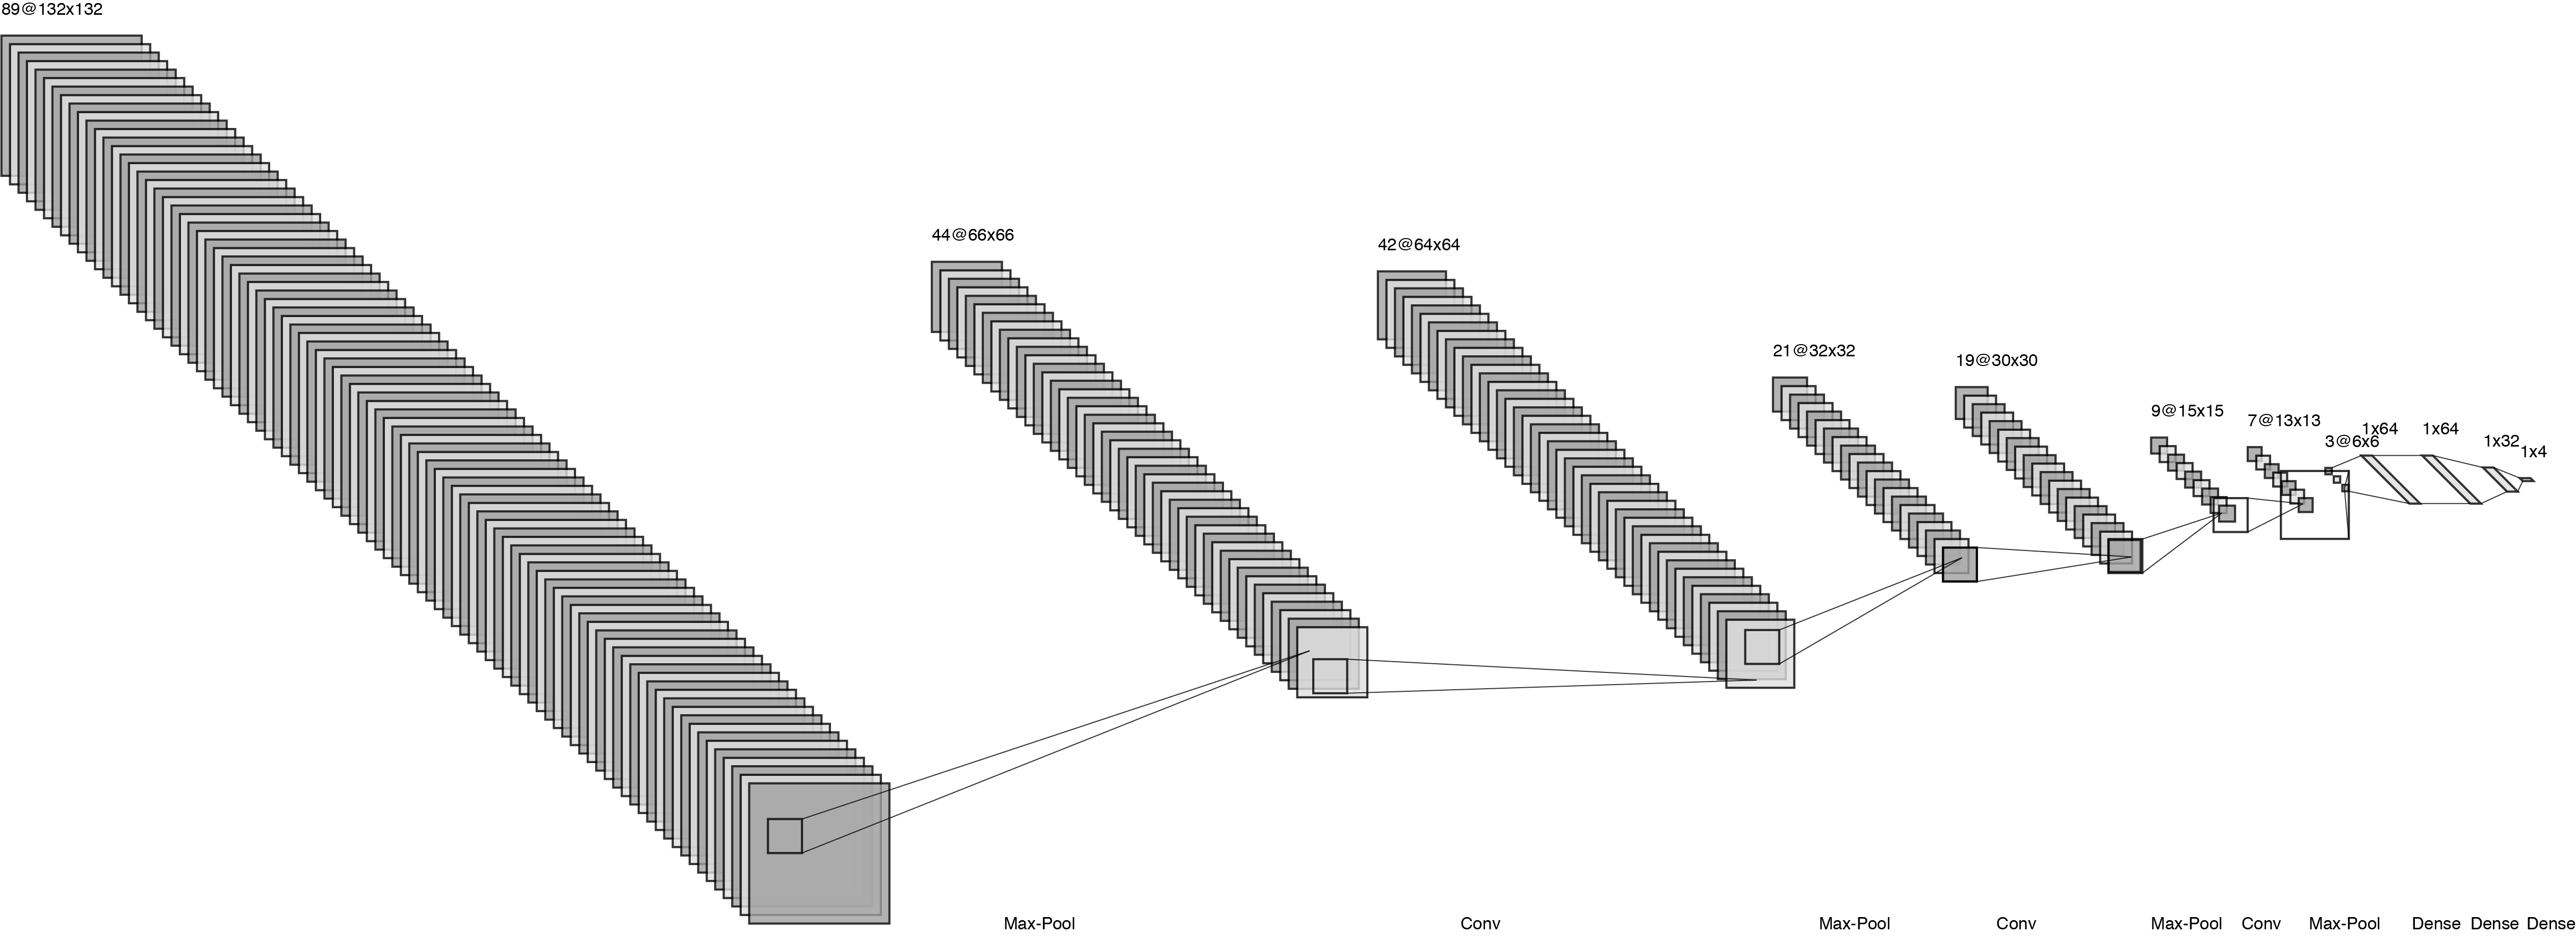 89@132x132
44@66x66
42@64x64
21@32x32
19@30x30
9@15x15
7@13x13
3@6x6
1x64
1x64
1x32
1x4
Max-Pool
Conv
Max-Pool
Conv
Max-Pool
Conv
Max-Pool
Dense
Dense
Dense